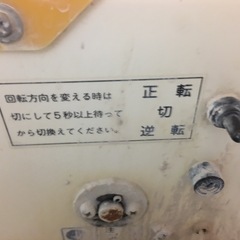 回転方向を変える時は
切にして5秒以上待って
から切換えてください。
正転
切
逆転